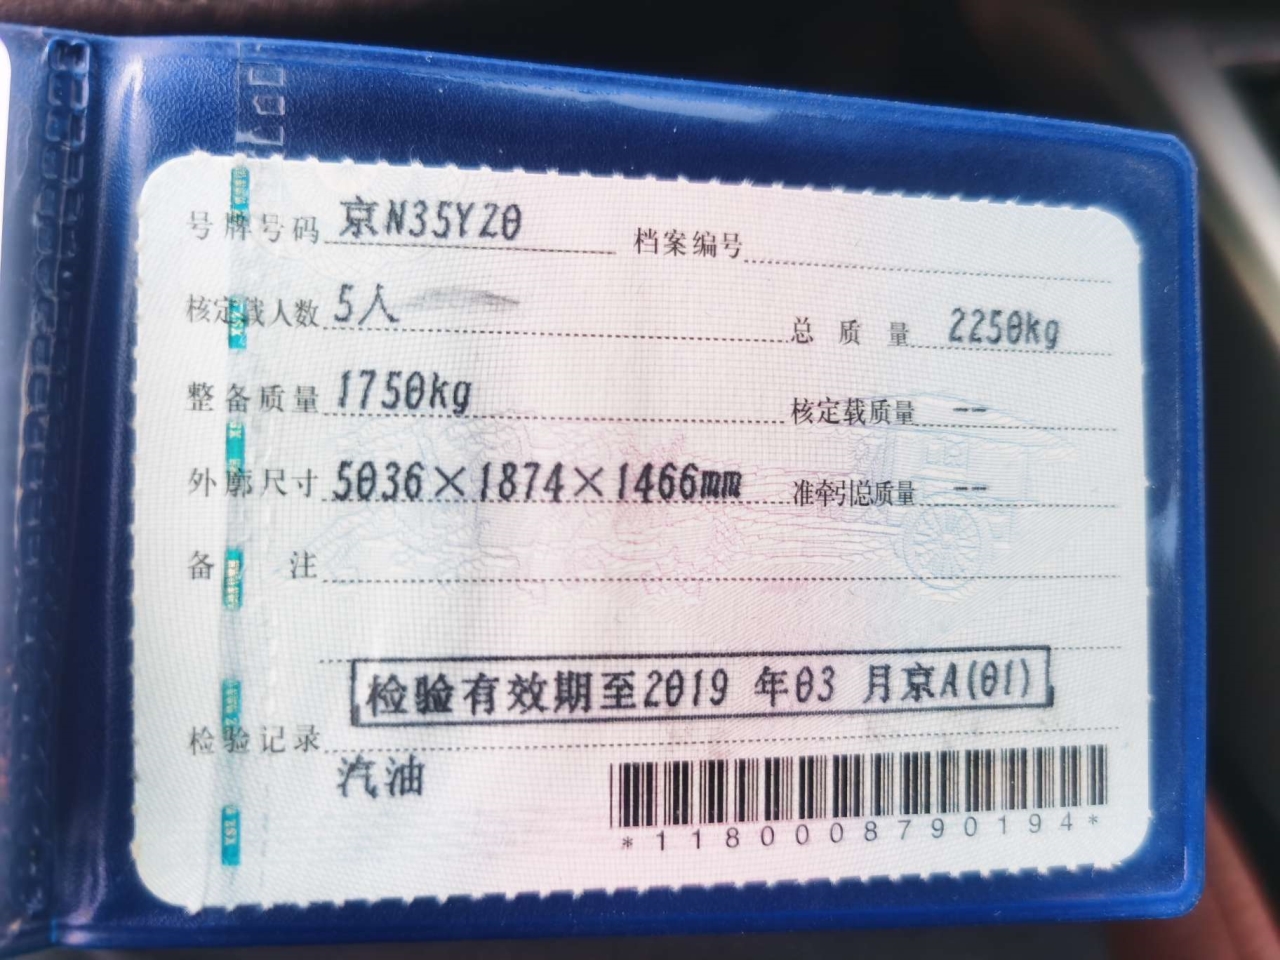 号牌号码 京N35YZ0 档案编号
核定载人数 5人 总质量 2250kg
整备质量 1750kg 核定载质量 --
外廓尺寸 5036×1874×1466mm 准牵引总质量 --
备注
检验有效期至2019 年03 月京A(01)
检验记录
汽油
*1180008790194*